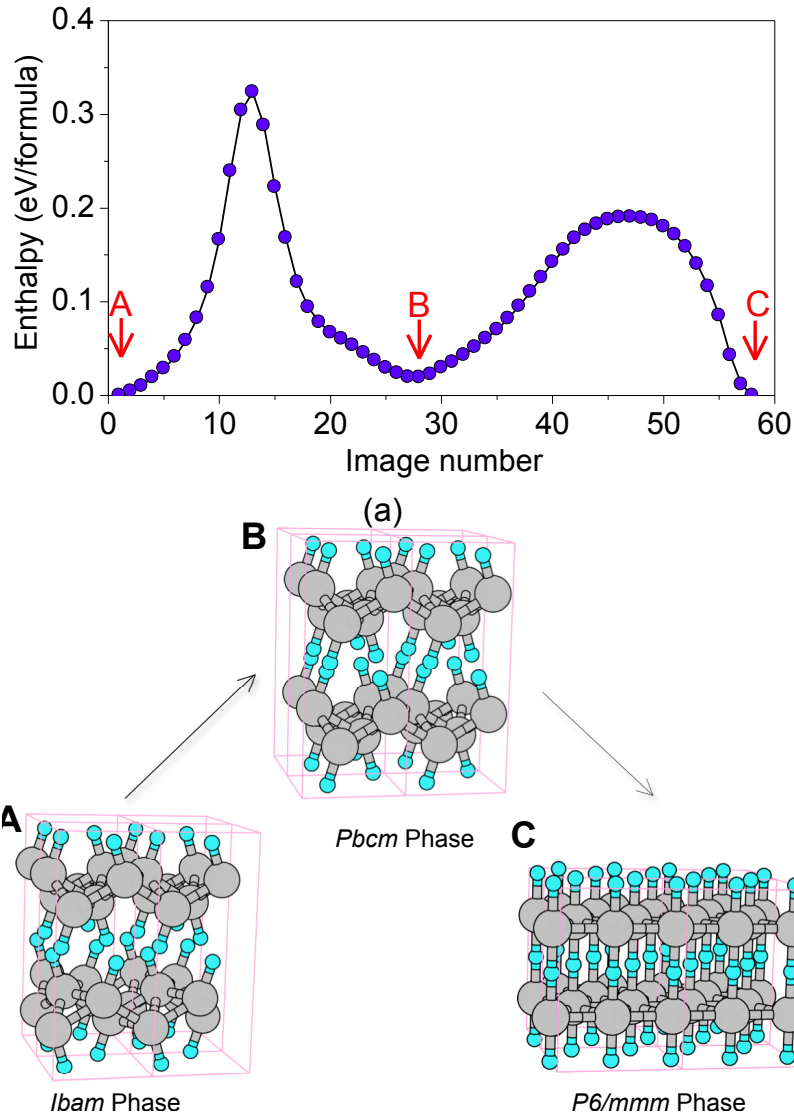 0.4
0.3
0.2
0.1
0.0
Enthalpy (eV/formula)
A
B
C
0 10 20 30 40 50 60
Image number
(a)
B
Pbcm Phase
A
C
Ibam Phase
P6/mmm Phase